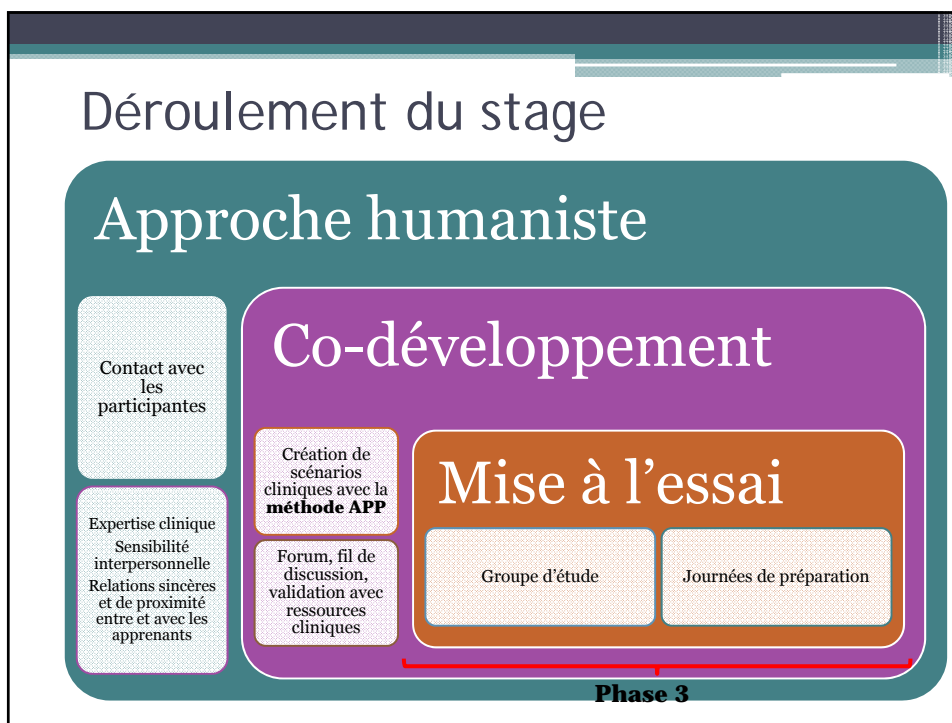 Déroulement du stage
Approche humaniste
Contact avec
les
participantes
Expertise clinique
Sensibilité
interpersonnelle
Relations sincères
et de proximité
entre et avec les
apprenants
Co-développement
Création de
scénarios
cliniques avec la
méthode APP
Forum, fil de
discussion,
validation avec
ressources
cliniques
Mise à l’essai
Groupe d’étude
Journées de préparation
Phase 3